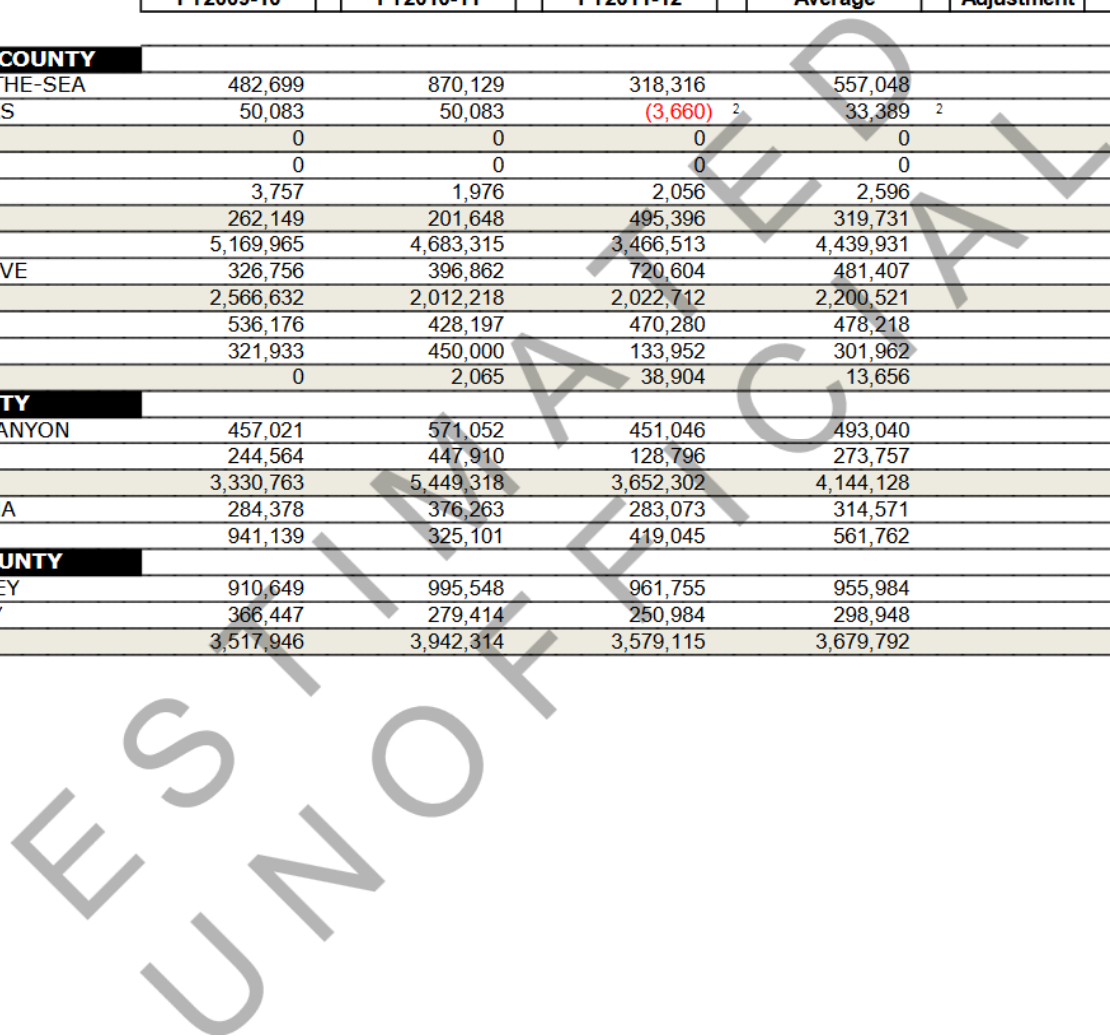 FY2009-10 FY2010-11 FY2011-12 Average Adjustment
COUNTY
THE-SEA 482,699 870,129 318,316 557,048
S 50,083 50,083 (3,660) 2 33,389 2
0 0 0 0
0 0 0 0
3,757 1,976 2,056 2,596
262,149 201,648 495,396 319,731
5,169,965 4,683,315 3,466,513 4,439,931
VE 326,756 396,862 720,604 481,407
2,566,632 2,012,218 2,022,712 2,200,521
536,176 428,197 470,280 478,218
321,933 450,000 133,952 301,962
0 2,065 38,904 13,656
TY
ANYON 457,021 571,052 451,046 493,040
244,564 447,910 128,796 273,757
3,330,763 5,449,318 3,652,302 4,144,128
A 284,378 376,263 283,073 314,571
941,139 325,101 419,045 561,762
UNTY
EY 910,649 995,548 961,755 955,984
366,447 279,414 250,984 298,948
3,517,946 3,942,314 3,579,115 3,679,792
ESTIMATED
UNOFFICIAL